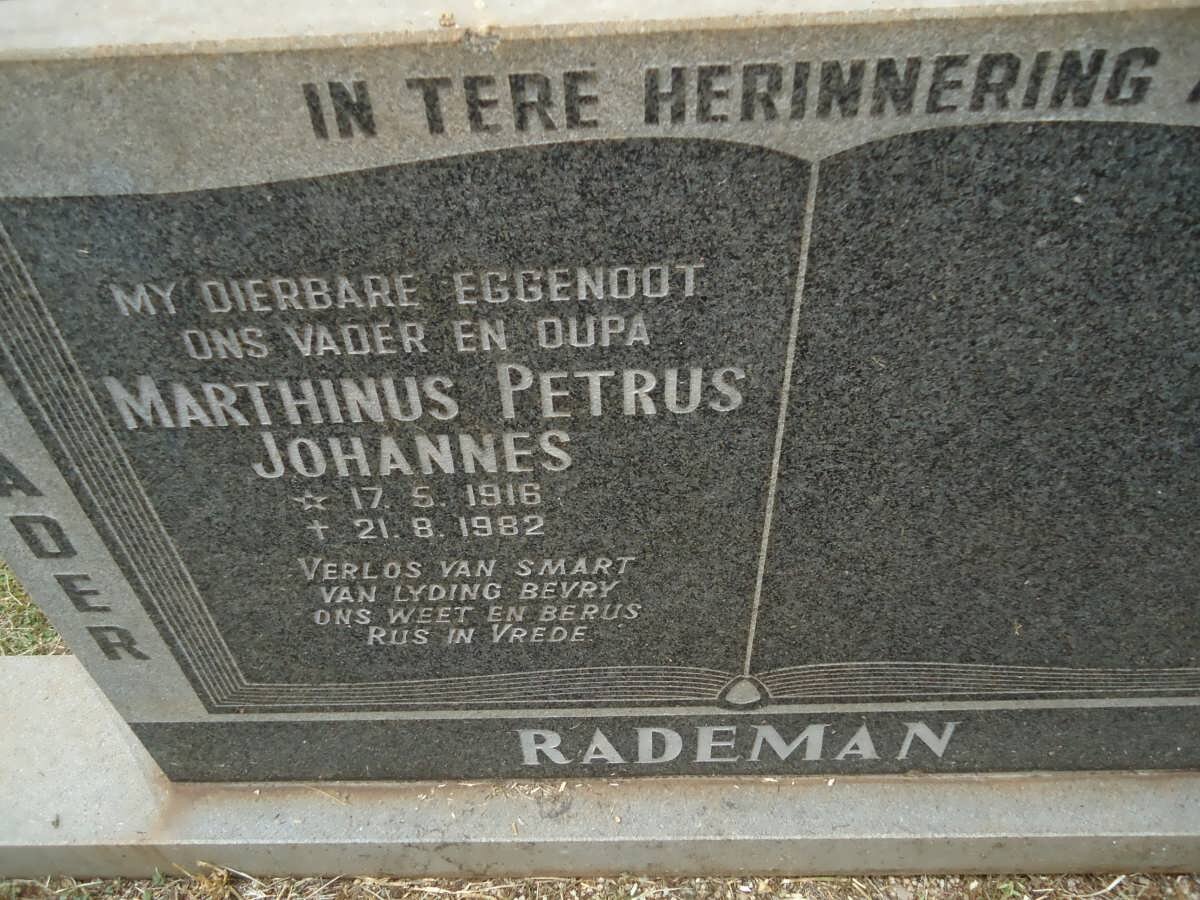 IN TERE HERINNERING A
MY DIERBARE EGGENOOT
ONS VADER EN OUPA
MARTHINUS PETRUS
JOHANNES
☆ 17. 5. 1916
✝ 21. 8. 1982
VERLOS VAN SMART
VAN LYDING BEVRY
ONS WEET EN BERUS
RUS IN VREDE.
ADER
RADEMAN